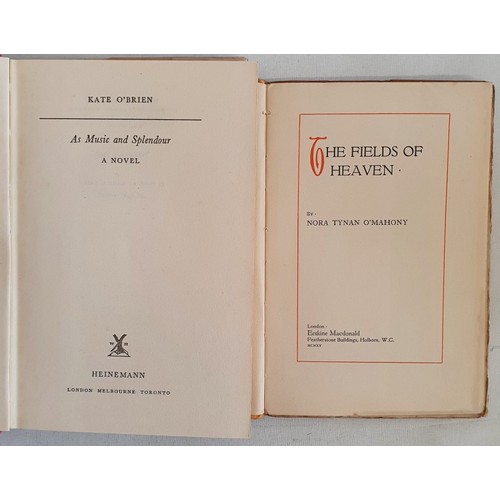 KATE O'BRIEN
As Music and Splendour
A NOVEL
HEINEMANN
LONDON MELBOURNE TORONTO
THE FIELDS OF
HEAVEN
By
NORA TYNAN O'MAHONY
London
Erskine Macdonald
Featherstone Buildings, Holborn, W.C.